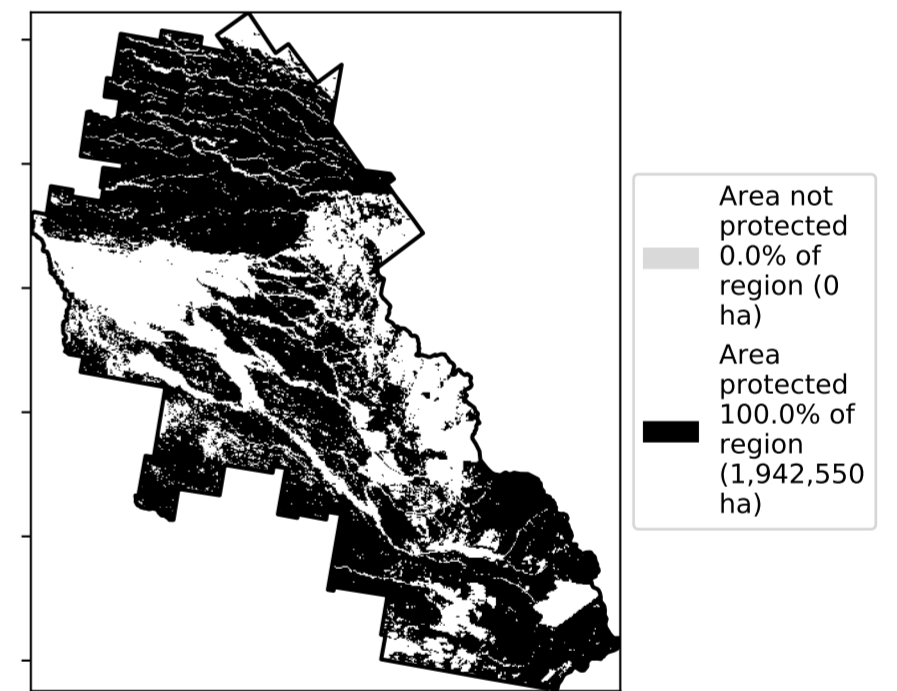 Area not
protected
0.0% of
region (0
ha)
Area
protected
100.0% of
region
(1,942,550
ha)